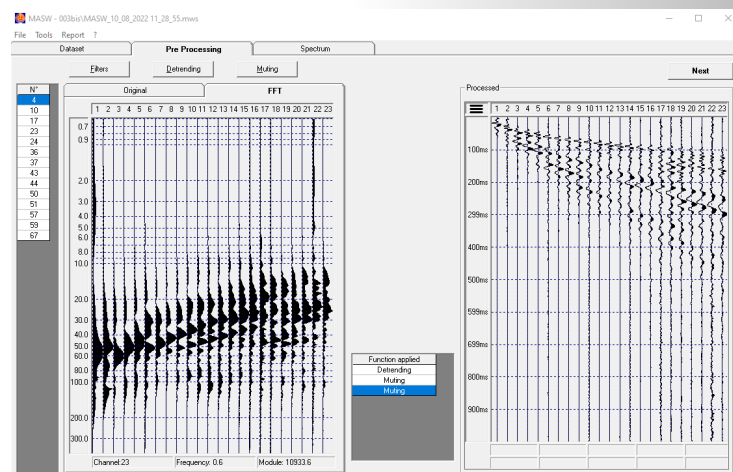 MASW - 003bis\MASW_10_08_2022 11_28_55.mws
File Tools Report ?
Dataset Pre Processing Spectrum
Filters Detrending Muting Next
N°
4
10
17
23
24
36
37
43
44
50
51
57
59
67
Original FFT
1 2 3 4 5 6 7 8 9 10 11 12 13 14 15 16 17 18 19 20 21 22 23
0.7
0.9
2.0
3.0
4.0
5.0
6.0
8.0
10.0
20.0
30.0
40.0
50.0
60.0
80.0
100.0
200.0
300.0
Channel:23 Frequency: 0.6 Module: 10933.6
Function applied
Detrending
Muting
Muting
Processed
1 2 3 4 5 6 7 8 9 10 11 12 13 14 15 16 17 18 19 20 21 22 23
100ms
200ms
299ms
400ms
500ms
599ms
699ms
800ms
900ms